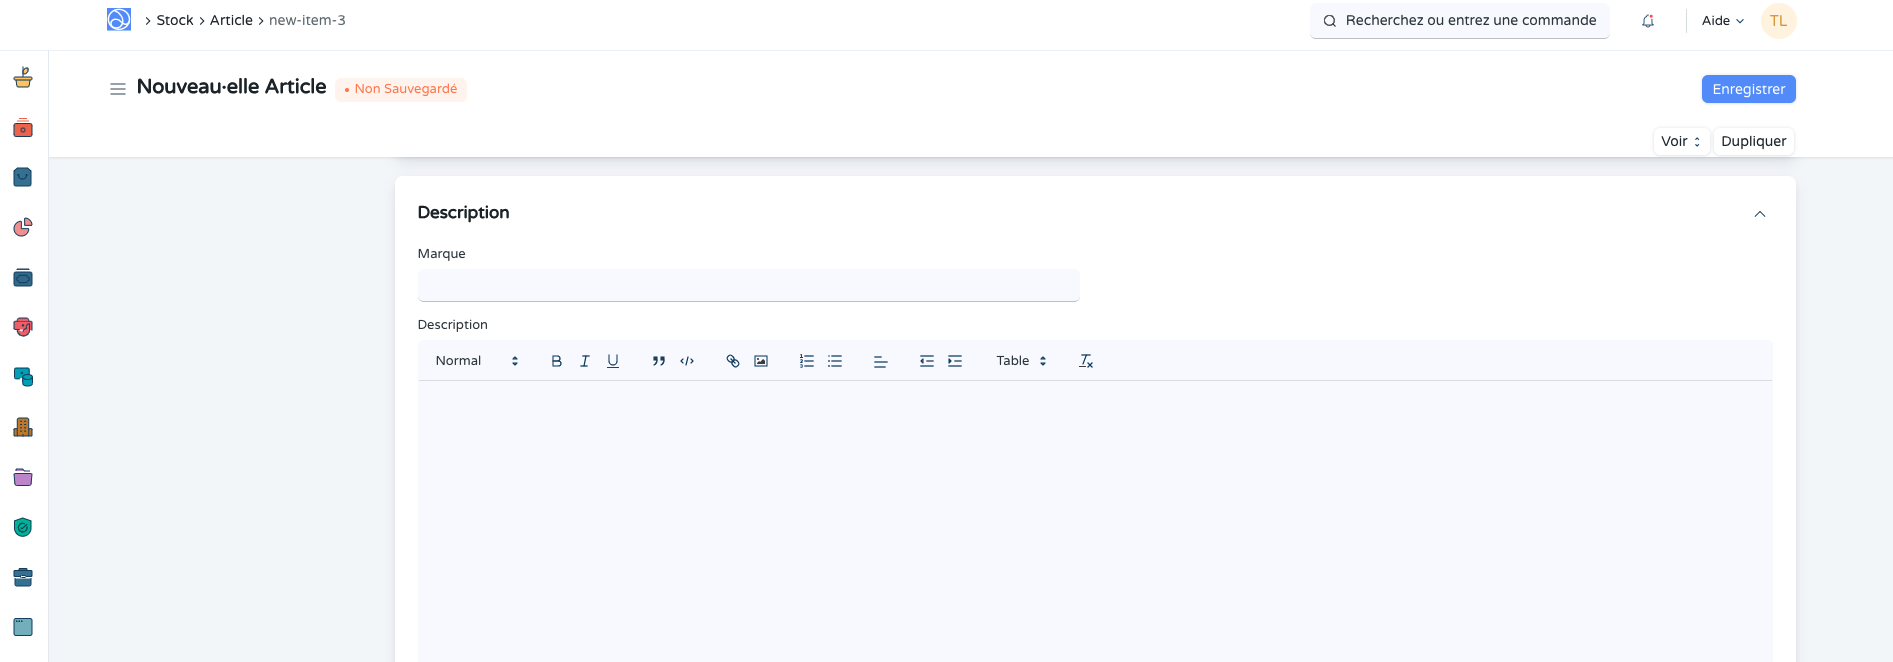 Stock Article new-item-3
Recherchez ou entrez une commande
Aide
TL
Nouveau·elle Article
Non Sauvegardé
Enregistrer
Voir
Dupliquer
Description
Marque
Description
Normal
Table